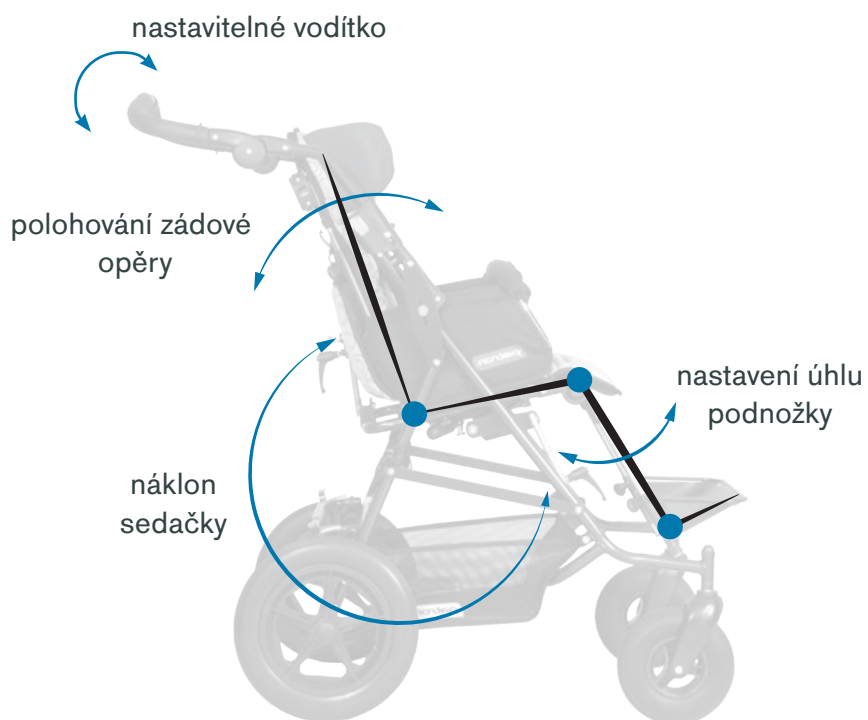 nastavitelné vodítko
polohování zádové
opěry
nastavení úhlu
podnožky
náklon
sedačky